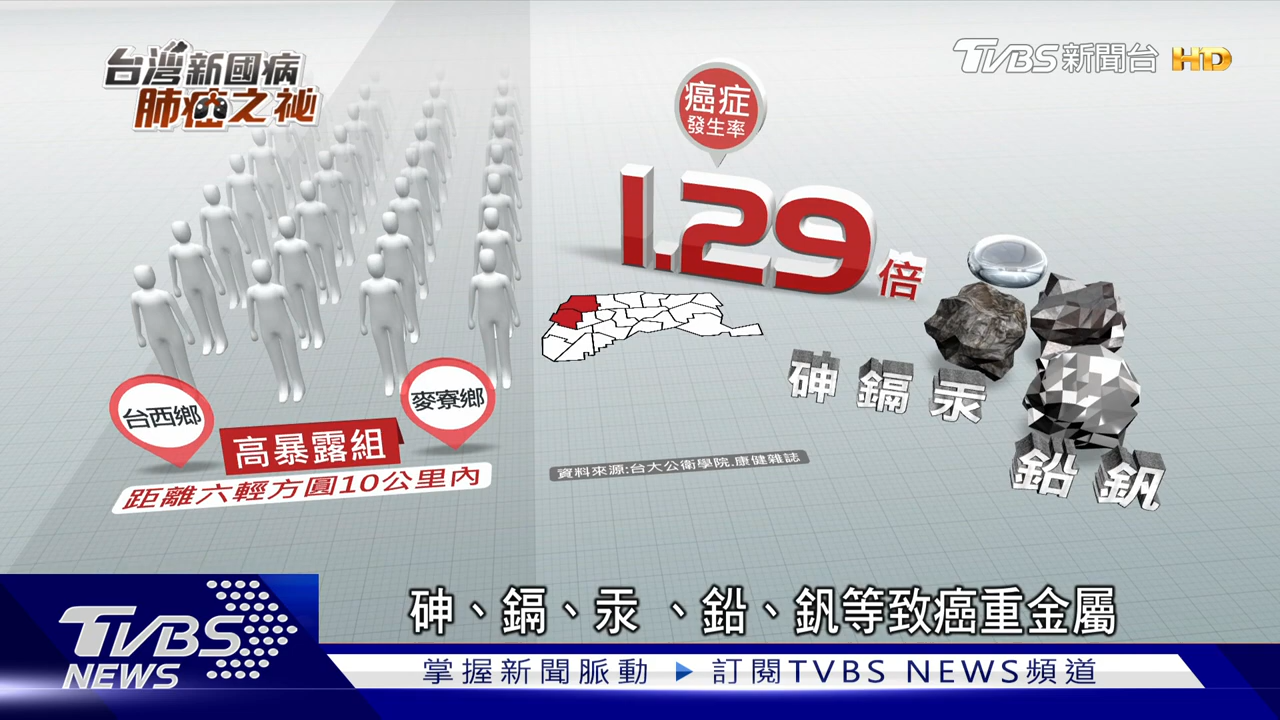 台灣新國病
肺癌之祕
TVBS新聞台 HD
癌症
發生率
1.29倍
砷 鎘 汞
鉛 釩
台西鄉
麥寮鄉
高暴露組
距離六輕方圓10公里內
資料來源:台大公衛學院.康健雜誌
砷、鎘、汞、鉛、釩等致癌重金屬
TVBS
NEWS
掌握新聞脈動 ▶ 訂閱TVBS NEWS頻道